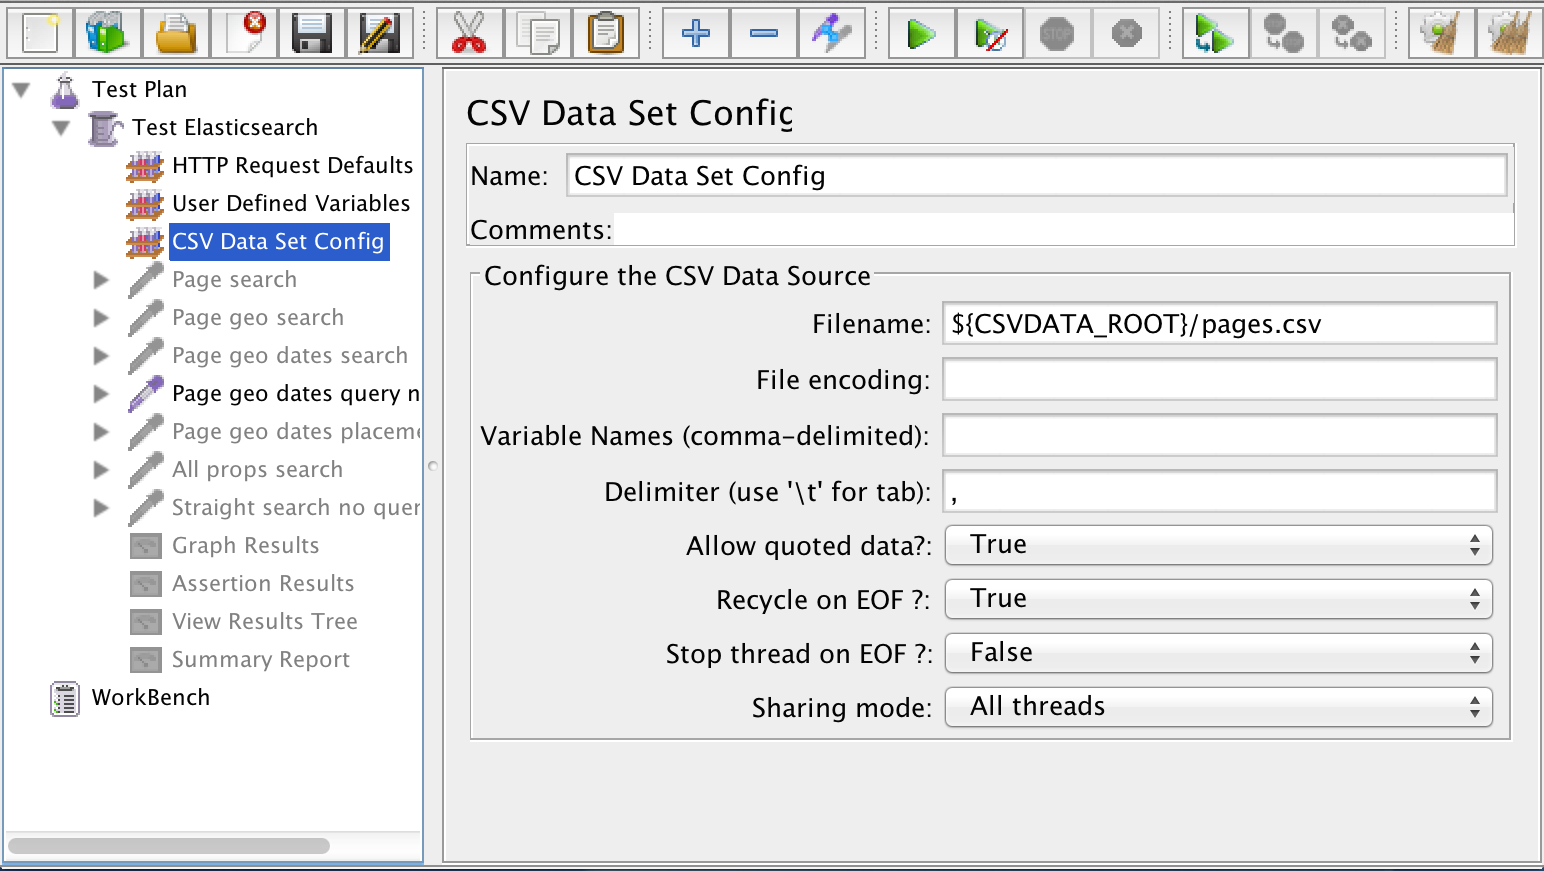 STOP
Test Plan
Test Elasticsearch
HTTP Request Defaults
User Defined Variables
CSV Data Set Config
Page search
Page geo search
Page geo dates search
Page geo dates query n
Page geo dates placeme
All props search
Straight search no quer
Graph Results
Assertion Results
View Results Tree
Summary Report
WorkBench
CSV Data Set Config
Name: CSV Data Set Config
Comments:
Configure the CSV Data Source
Filename: ${CSVDATA_ROOT}/pages.csv
File encoding:
Variable Names (comma-delimited):
Delimiter (use '\t' for tab): ,
Allow quoted data?: True
Recycle on EOF ?: True
Stop thread on EOF ?: False
Sharing mode: All threads